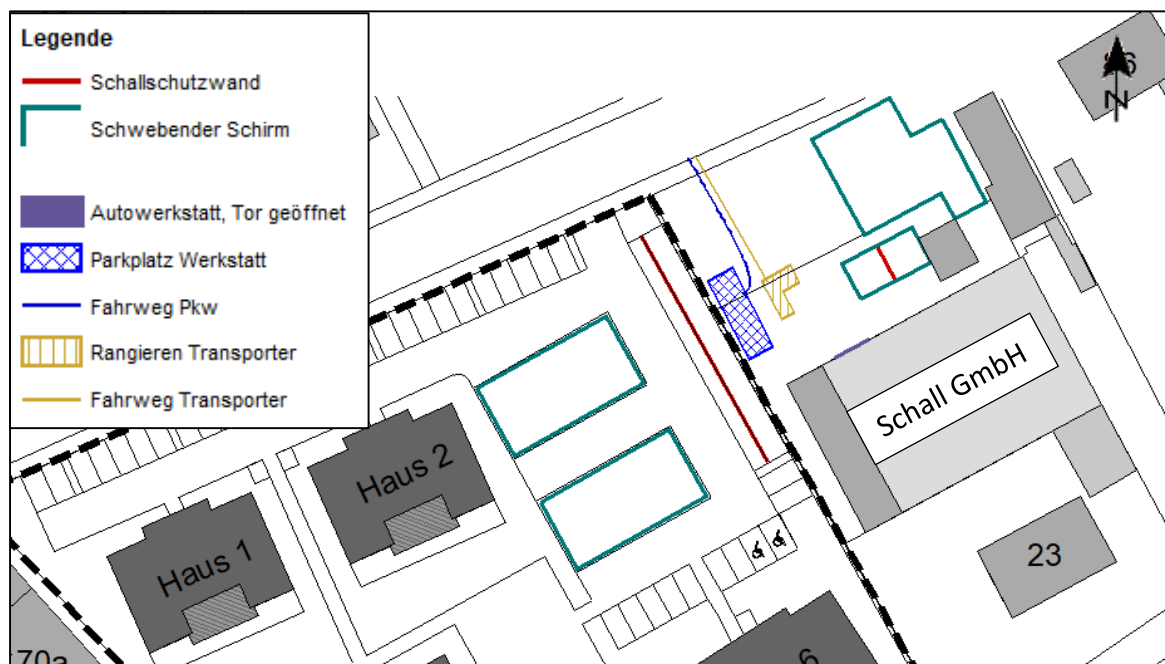 Legende
Schallschutzwand
Schwebender Schirm
Autowerkstatt, Tor geöffnet
Parkplatz Werkstatt
Fahrweg Pkw
Rangieren Transporter
Fahrweg Transporter
N
Schall GmbH
Haus 2
Haus 1
23
70a
6